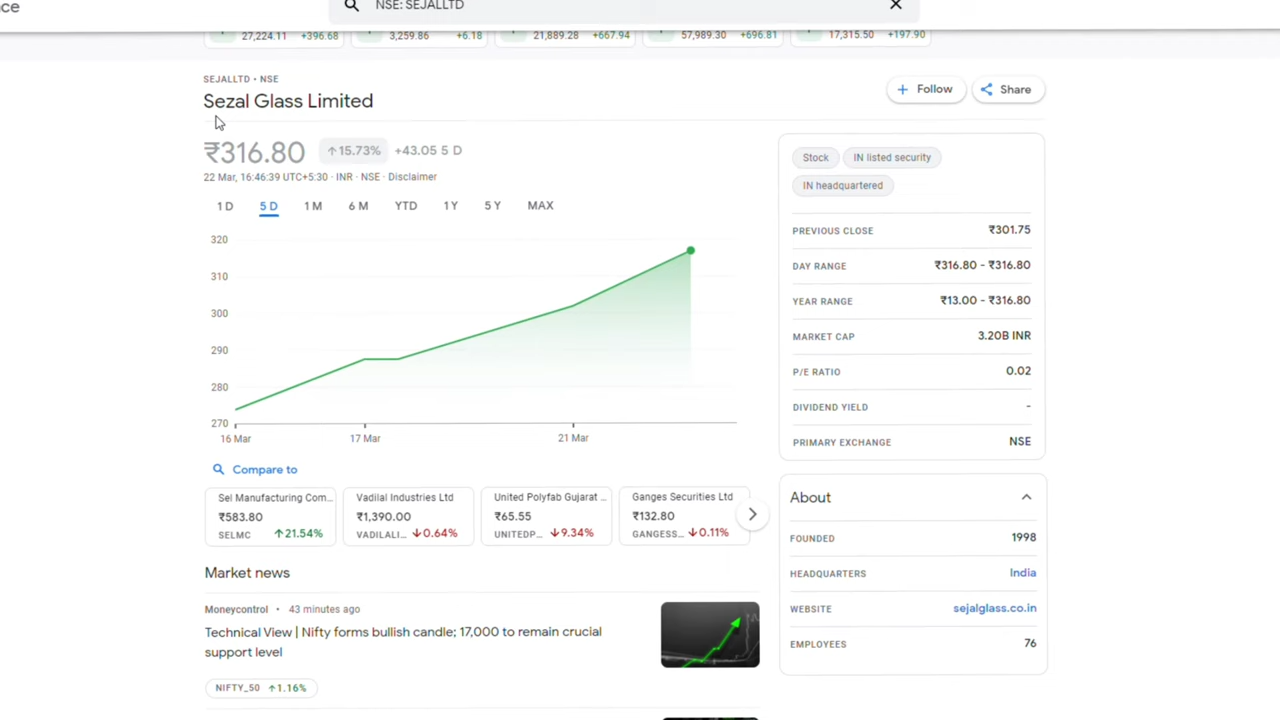 ce
NSE: SEJALLTD
27,224.11 +396.68 3,259.86 +6.18 21,889.28 +667.94 57,989.30 +696.81 17,315.50 +197.90
SEJALLTD • NSE
Sezal Glass Limited
+ Follow
Share
₹316.80 ↑15.73% +43.05 5 D
22 Mar, 16:46:39 UTC+5:30 · INR · NSE · Disclaimer
1 D 5 D 1 M 6 M YTD 1 Y 5 Y MAX
320
310
300
290
280
270
16 Mar 17 Mar 21 Mar
Compare to
Sel Manufacturing Com...
₹583.80
SELMC ↑21.54%
Vadilal Industries Ltd
₹1,390.00
VADILALI... ↓0.64%
United Polyfab Gujarat ...
₹65.55
UNITEDP... ↓9.34%
Ganges Securities Ltd
₹132.80
GANGESS... ↓0.11%
Market news
Moneycontrol • 43 minutes ago
Technical View | Nifty forms bullish candle; 17,000 to remain crucial
support level
NIFTY_50 ↑1.16%
Stock IN listed security
IN headquartered
PREVIOUS CLOSE ₹301.75
DAY RANGE ₹316.80 - ₹316.80
YEAR RANGE ₹13.00 - ₹316.80
MARKET CAP 3.20B INR
P/E RATIO 0.02
DIVIDEND YIELD -
PRIMARY EXCHANGE NSE
About
FOUNDED 1998
HEADQUARTERS India
WEBSITE sejalglass.co.in
EMPLOYEES 76